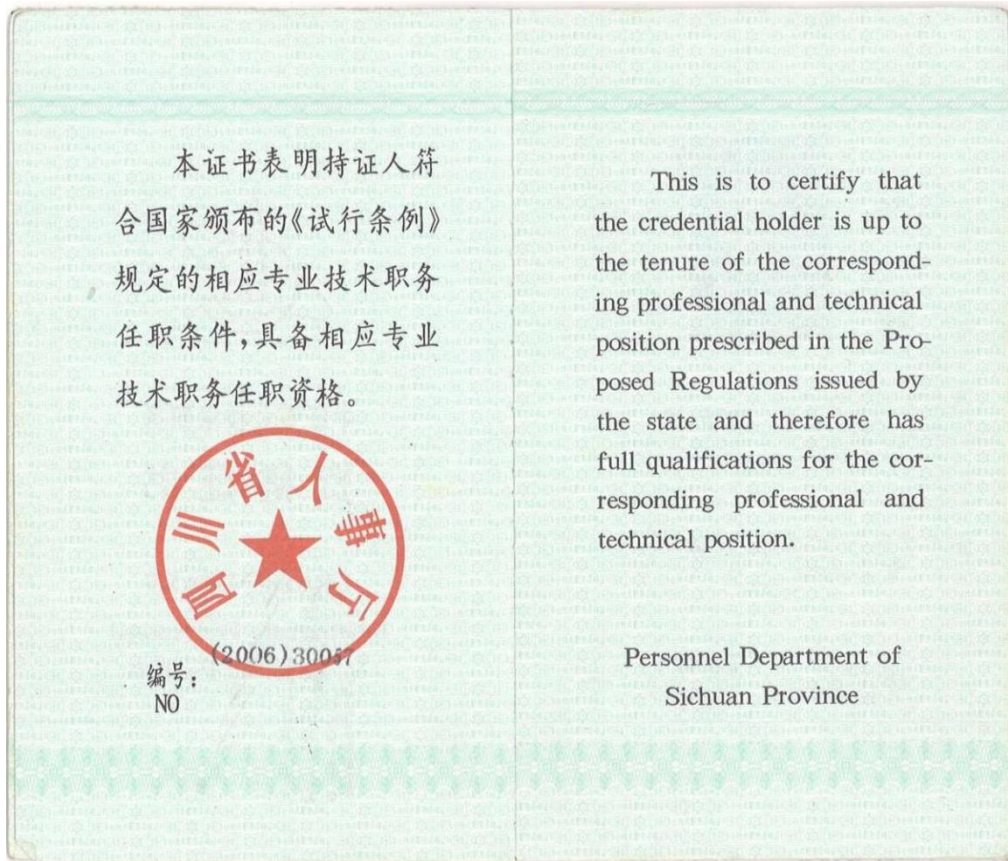 本证书表明持证人符
合国家颁布的《试行条例》
规定的相应专业技术职务
任职条件,具备相应专业
技术职务任职资格。
四川省人事厅
(2006)30057
编号:
NO
This is to certify that
the credential holder is up to
the tenure of the correspond-
ing professional and technical
position prescribed in the Pro-
posed Regulations issued by
the state and therefore has
full qualifications for the cor-
responding professional and
technical position.
Personnel Department of
Sichuan Province